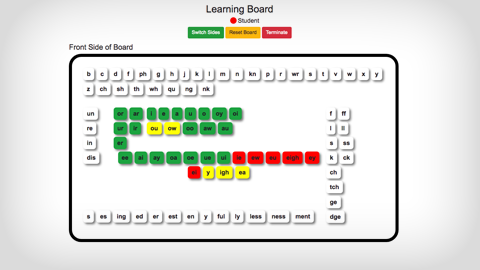 Learning Board
Student
Switch Sides Reset Board Terminate
Front Side of Board
b c d f ph g h j k l m n kn p r wr s t v w x y
z ch sh th wh qu ng nk
un or ar i a a u o oy oi f ff
re ur ir ou ow oo aw au l ll
in er s ss
dis ee ai ay oa oe ue ui ie ew eu eigh ey k ck
ei y igh ea ch
tch
ge
s es ing ed er est en y ful ly less ness ment dge